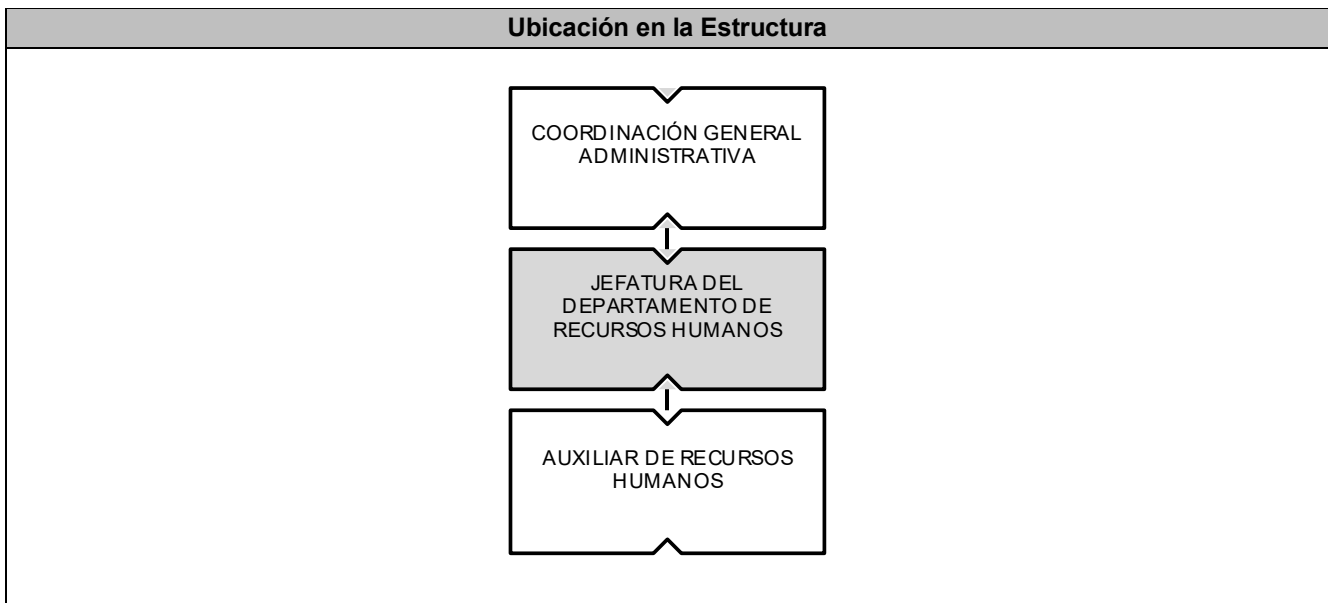 Ubicación en la Estructura
COORDINACIÓN GENERAL
ADMINISTRATIVA
JEFATURA DEL
DEPARTAMENTO DE
RECURSOS HUMANOS
AUXILIAR DE RECURSOS
HUMANOS